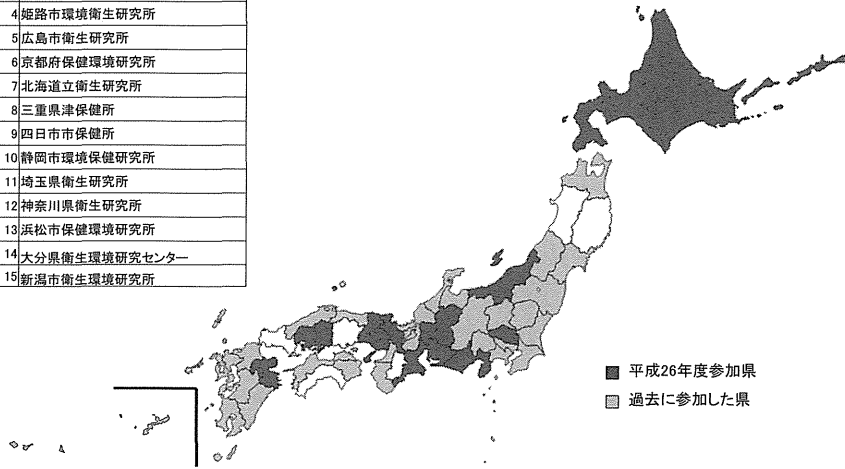 4 姫路市環境衛生研究所
5 広島市衛生研究所
6 京都府保健環境研究所
7 北海道立衛生研究所
8 三重県津保健所
9 四日市市保健所
10 静岡市環境保健研究所
11 埼玉県衛生研究所
12 神奈川県衛生研究所
13 浜松市保健環境研究所
14 大分県衛生環境研究センター
15 新潟市衛生環境研究所
平成26年度参加県
過去に参加した県